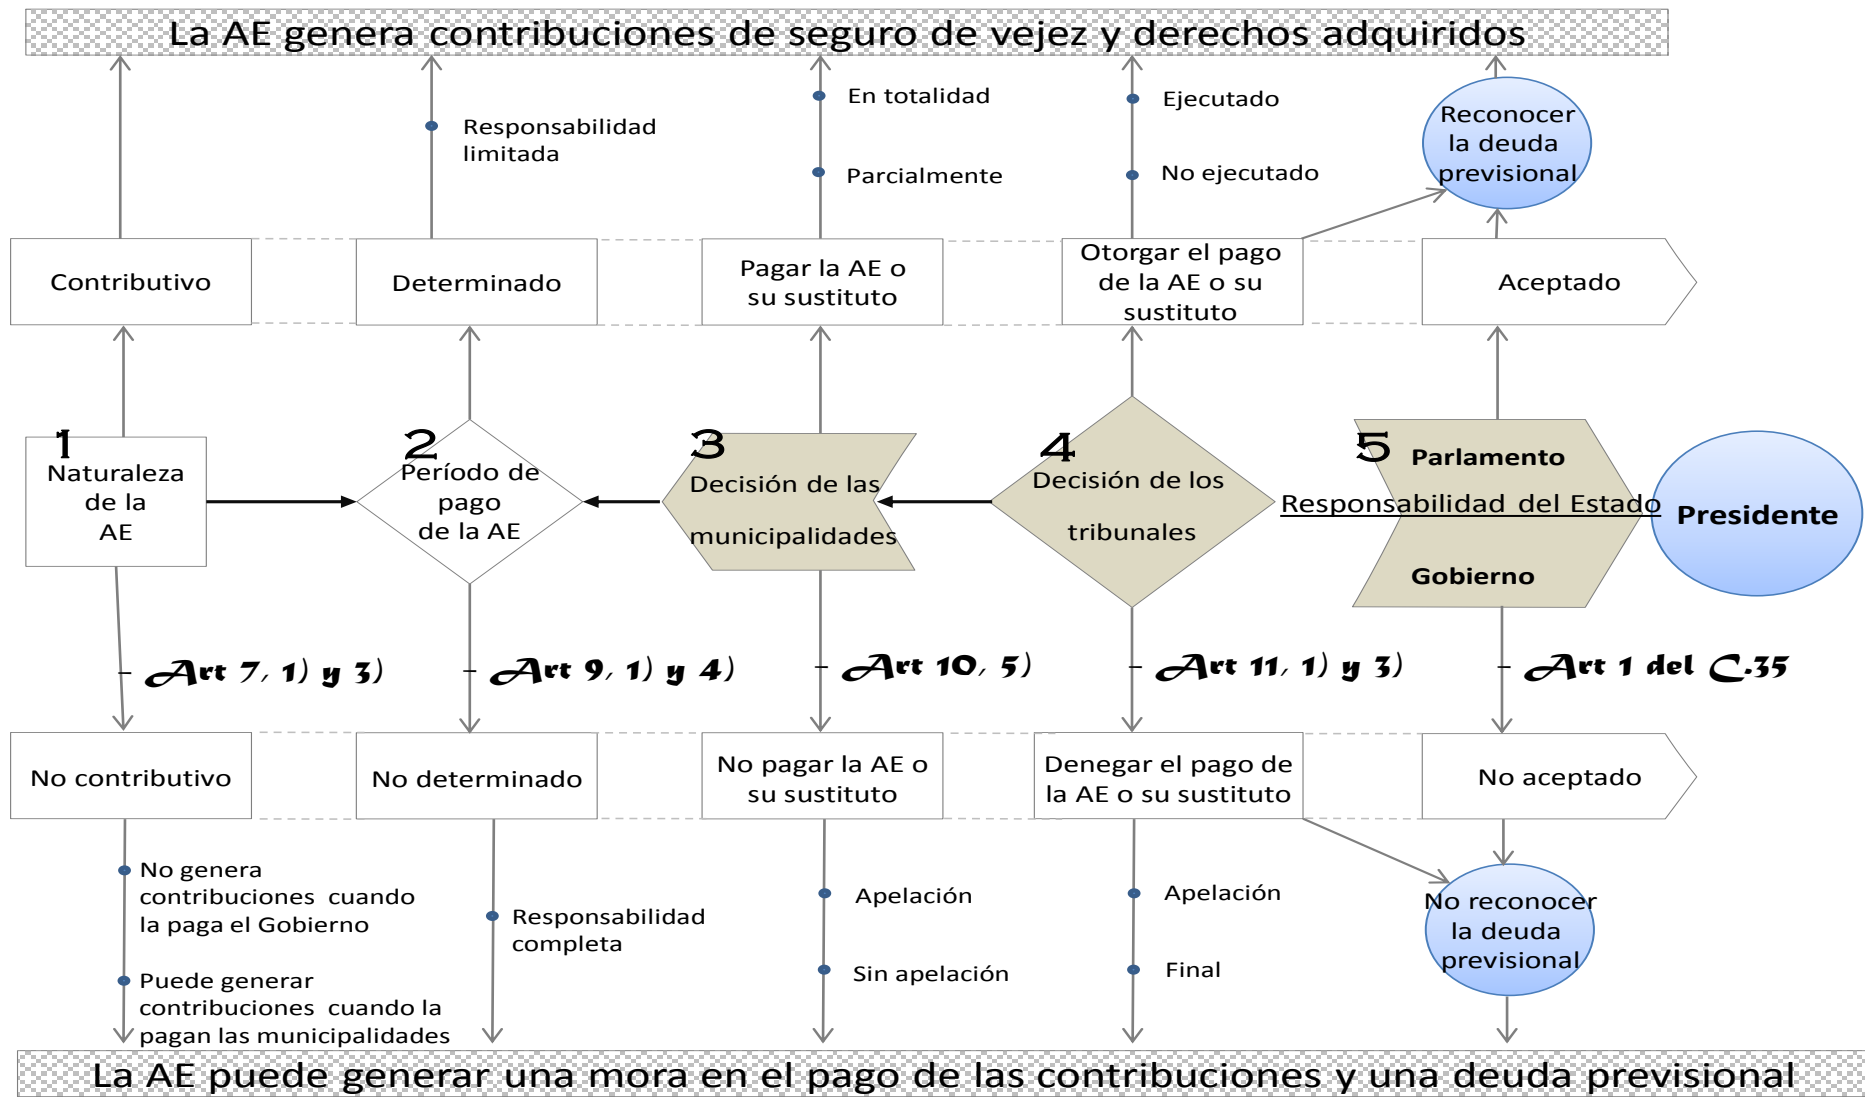 La AE genera contribuciones de seguro de vejez y derechos adquiridos
En totalidad
Ejecutado
Responsabilidad
limitada
Parcialmente
No ejecutado
Reconocer
la deuda
previsional
Contributivo
Determinado
Pagar la AE o
su sustituto
Otorgar el pago
de la AE o su
sustituto
Aceptado
1
Naturaleza
de la
AE
2
Período de
pago
de la AE
3
Decisión de las
municipalidades
4
Decisión de los
tribunales
5
Parlamento
Responsabilidad del Estado
Gobierno
Presidente
- Art 7, 1) y 3)
- Art 9, 1) y 4)
- Art 10, 5)
- Art 11, 1) y 3)
- Art 1 del C.35
No contributivo
No determinado
No pagar la AE o
su sustituto
Denegar el pago de
la AE o su sustituto
No aceptado
No genera
contribuciones cuando
la paga el Gobierno
Puede generar
contribuciones cuando la
pagan las municipalidades
Responsabilidad
completa
Apelación
Sin apelación
Apelación
Final
No reconocer
la deuda
previsional
La AE puede generar una mora en el pago de las contribuciones y una deuda previsional